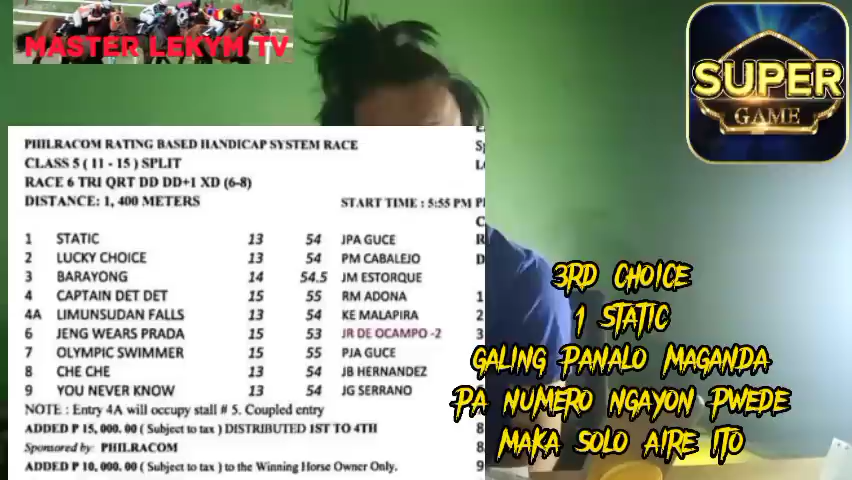 MASTER LEKYM TV
SUPER
GAME
PHILRACOM RATING BASED HANDICAP SYSTEM RACE
CLASS 5 ( 11 - 15 ) SPLIT
RACE 6 TRI QRT DD DD+1 XD (6-8)
DISTANCE: 1, 400 METERS START TIME : 5:55 PM
1 STATIC 13 54 JPA GUCE
2 LUCKY CHOICE 13 54 PM CABALEJO
3 BARAYONG 14 54.5 JM ESTORQUE
4 CAPTAIN DET DET 15 55 RM ADONA
4A LIMUNSUDAN FALLS 13 54 KE MALAPIRA
6 JENG WEARS PRADA 15 53 JR DE OCAMPO -2
7 OLYMPIC SWIMMER 15 55 PJA GUCE
8 CHE CHE 13 54 JB HERNANDEZ
9 YOU NEVER KNOW 13 54 JG SERRANO
NOTE : Entry 4A will occupy stall # 5. Coupled entry
ADDED P 15, 000. 00 ( Subject to tax ) DISTRIBUTED 1ST TO 4TH
Sponsored by: PHILRACOM
ADDED P 10, 000. 00 ( Subject to tax ) to the Winning Horse Owner Only.
3RD CHOICE
1 STATIC
GALING PANALO MAGANDA
PA NUMERO NGAYON PWEDE
MAKA SOLO AIRE ITO